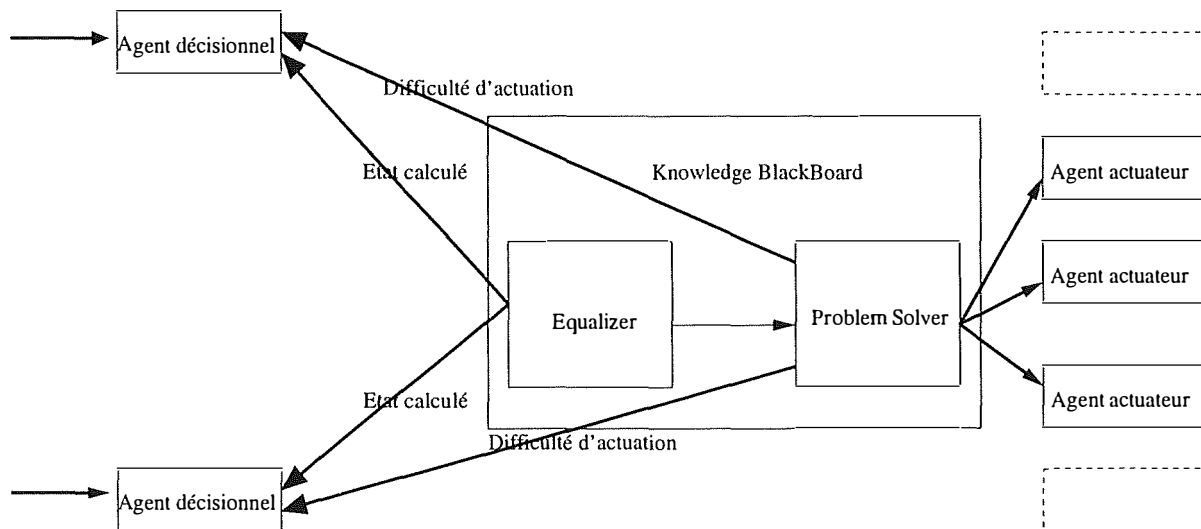 Agent décisionnel
Difficulté d'actuation
Etat calculé
Knowledge BlackBoard
Agent actuateur
Agent actuateur
Equalizer
Problem Solver
Agent actuateur
Etat calculé
Difficulté d'actuation
Agent décisionnel